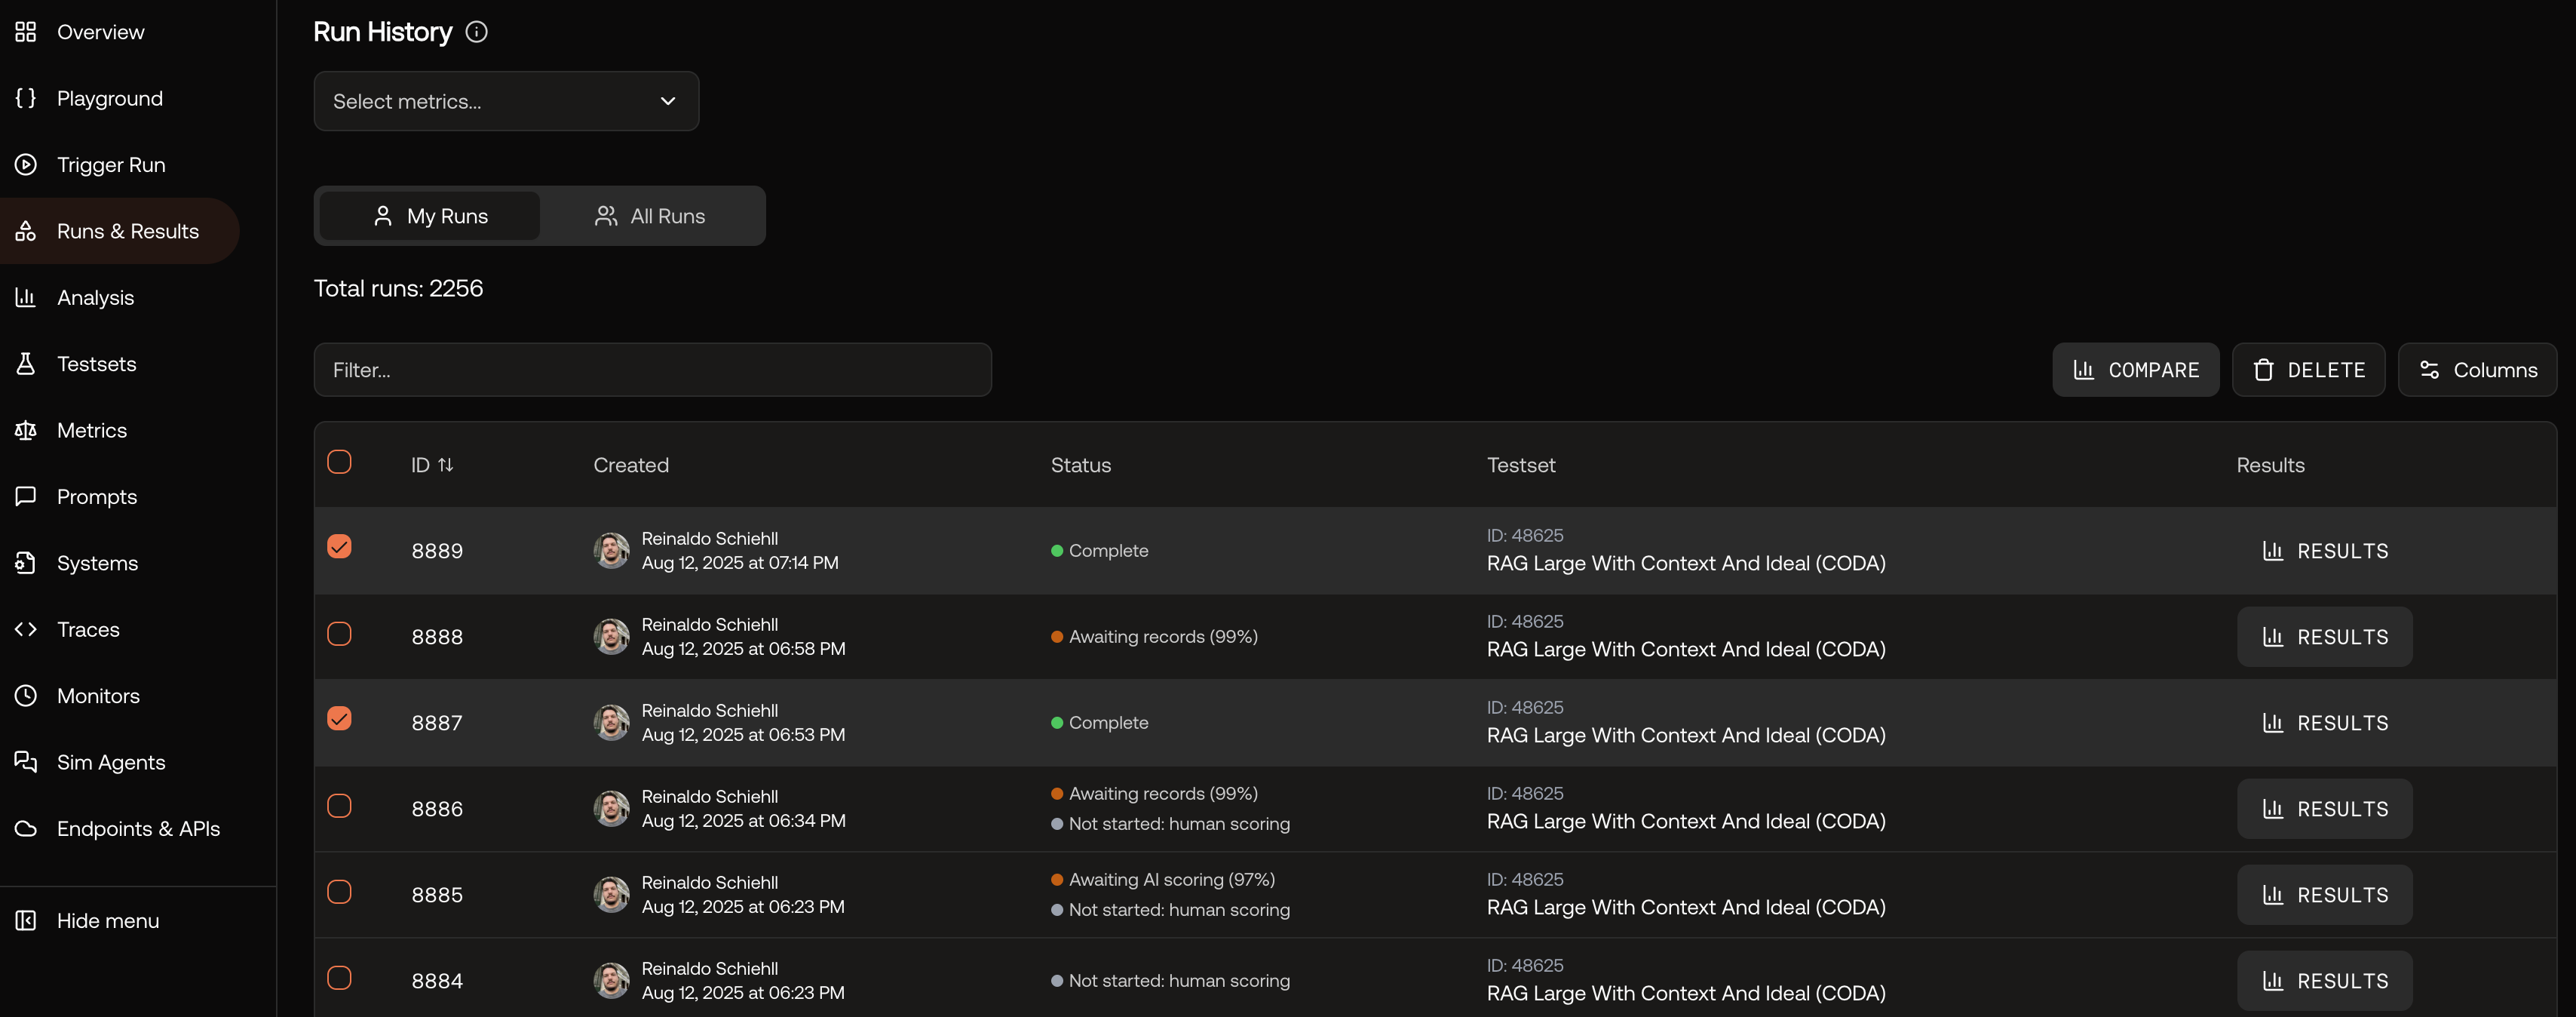 Overview
Playground
Trigger Run
Runs & Results
Analysis
Testsets
Metrics
Prompts
Systems
Traces
Monitors
Sim Agents
Endpoints & APIs
Hide menu
Run History
Select metrics...
My Runs
All Runs
Total runs: 2256
Filter...
COMPARE
DELETE
Columns
ID
Created
Status
Testset
Results
8889
Reinaldo Schiehll
Aug 12, 2025 at 07:14 PM
Complete
ID: 48625
RAG Large With Context And Ideal (CODA)
RESULTS
8888
Reinaldo Schiehll
Aug 12, 2025 at 06:58 PM
Awaiting records (99%)
ID: 48625
RAG Large With Context And Ideal (CODA)
RESULTS
8887
Reinaldo Schiehll
Aug 12, 2025 at 06:53 PM
Complete
ID: 48625
RAG Large With Context And Ideal (CODA)
RESULTS
8886
Reinaldo Schiehll
Aug 12, 2025 at 06:34 PM
Awaiting records (99%)
Not started: human scoring
ID: 48625
RAG Large With Context And Ideal (CODA)
RESULTS
8885
Reinaldo Schiehll
Aug 12, 2025 at 06:23 PM
Awaiting AI scoring (97%)
Not started: human scoring
ID: 48625
RAG Large With Context And Ideal (CODA)
RESULTS
8884
Reinaldo Schiehll
Aug 12, 2025 at 06:23 PM
Not started: human scoring
ID: 48625
RAG Large With Context And Ideal (CODA)
RESULTS